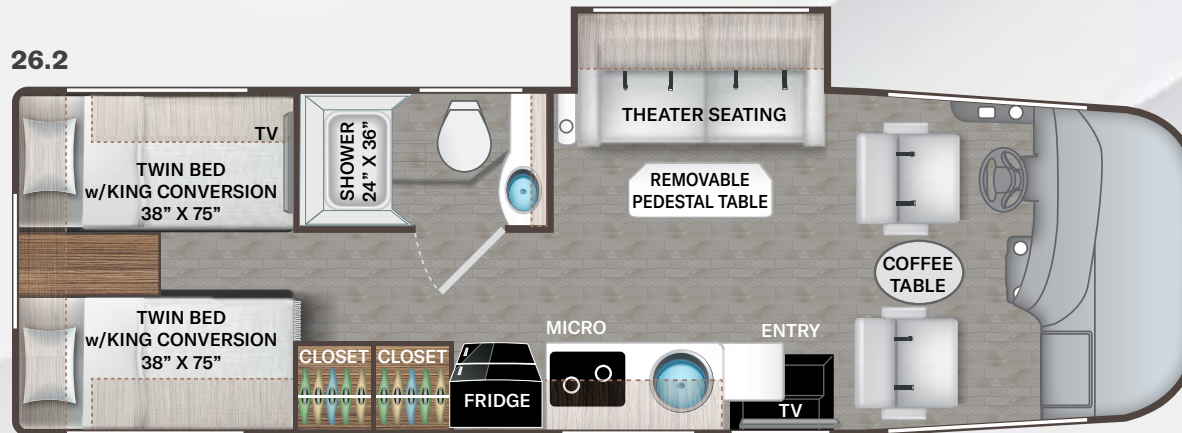 26.2
TV
TWIN BED
w/KING CONVERSION
38” X 75”
SHOWER
24” X 36”
THEATER SEATING
REMOVABLE
PEDESTAL TABLE
COFFEE
TABLE
TWIN BED
w/KING CONVERSION
38” X 75”
CLOSET
CLOSET
FRIDGE
MICRO
ENTRY
TV